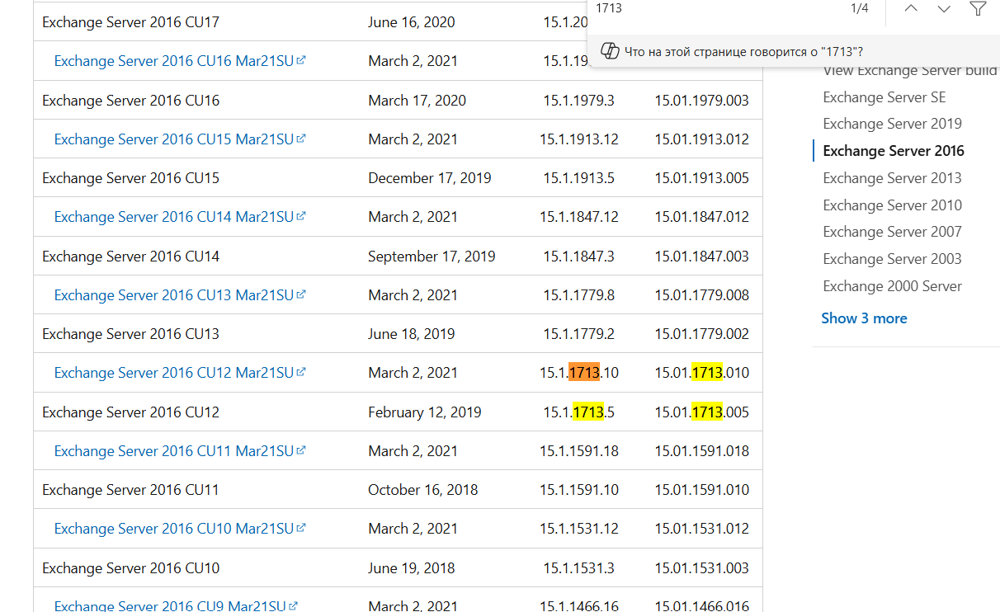 1713
1/4
Что на этой странице говорится о "1713"?
Exchange Server 2016 CU17 June 16, 2020 15.1.20
Exchange Server 2016 CU16 Mar21SU March 2, 2021 15.1.19
Exchange Server 2016 CU16 March 17, 2020 15.1.1979.3 15.01.1979.003
Exchange Server 2016 CU15 Mar21SU March 2, 2021 15.1.1913.12 15.01.1913.012
Exchange Server 2016 CU15 December 17, 2019 15.1.1913.5 15.01.1913.005
Exchange Server 2016 CU14 Mar21SU March 2, 2021 15.1.1847.12 15.01.1847.012
Exchange Server 2016 CU14 September 17, 2019 15.1.1847.3 15.01.1847.003
Exchange Server 2016 CU13 Mar21SU March 2, 2021 15.1.1779.8 15.01.1779.008
Exchange Server 2016 CU13 June 18, 2019 15.1.1779.2 15.01.1779.002
Exchange Server 2016 CU12 Mar21SU March 2, 2021 15.1.1713.10 15.01.1713.010
Exchange Server 2016 CU12 February 12, 2019 15.1.1713.5 15.01.1713.005
Exchange Server 2016 CU11 Mar21SU March 2, 2021 15.1.1591.18 15.01.1591.018
Exchange Server 2016 CU11 October 16, 2018 15.1.1591.10 15.01.1591.010
Exchange Server 2016 CU10 Mar21SU March 2, 2021 15.1.1531.12 15.01.1531.012
Exchange Server 2016 CU10 June 19, 2018 15.1.1531.3 15.01.1531.003
Exchange Server 2016 CU9 Mar21SU March 2, 2021 15.1.1466.16 15.01.1466.016
View Exchange Server build
Exchange Server SE
Exchange Server 2019
Exchange Server 2016
Exchange Server 2013
Exchange Server 2010
Exchange Server 2007
Exchange Server 2003
Exchange 2000 Server
Show 3 more